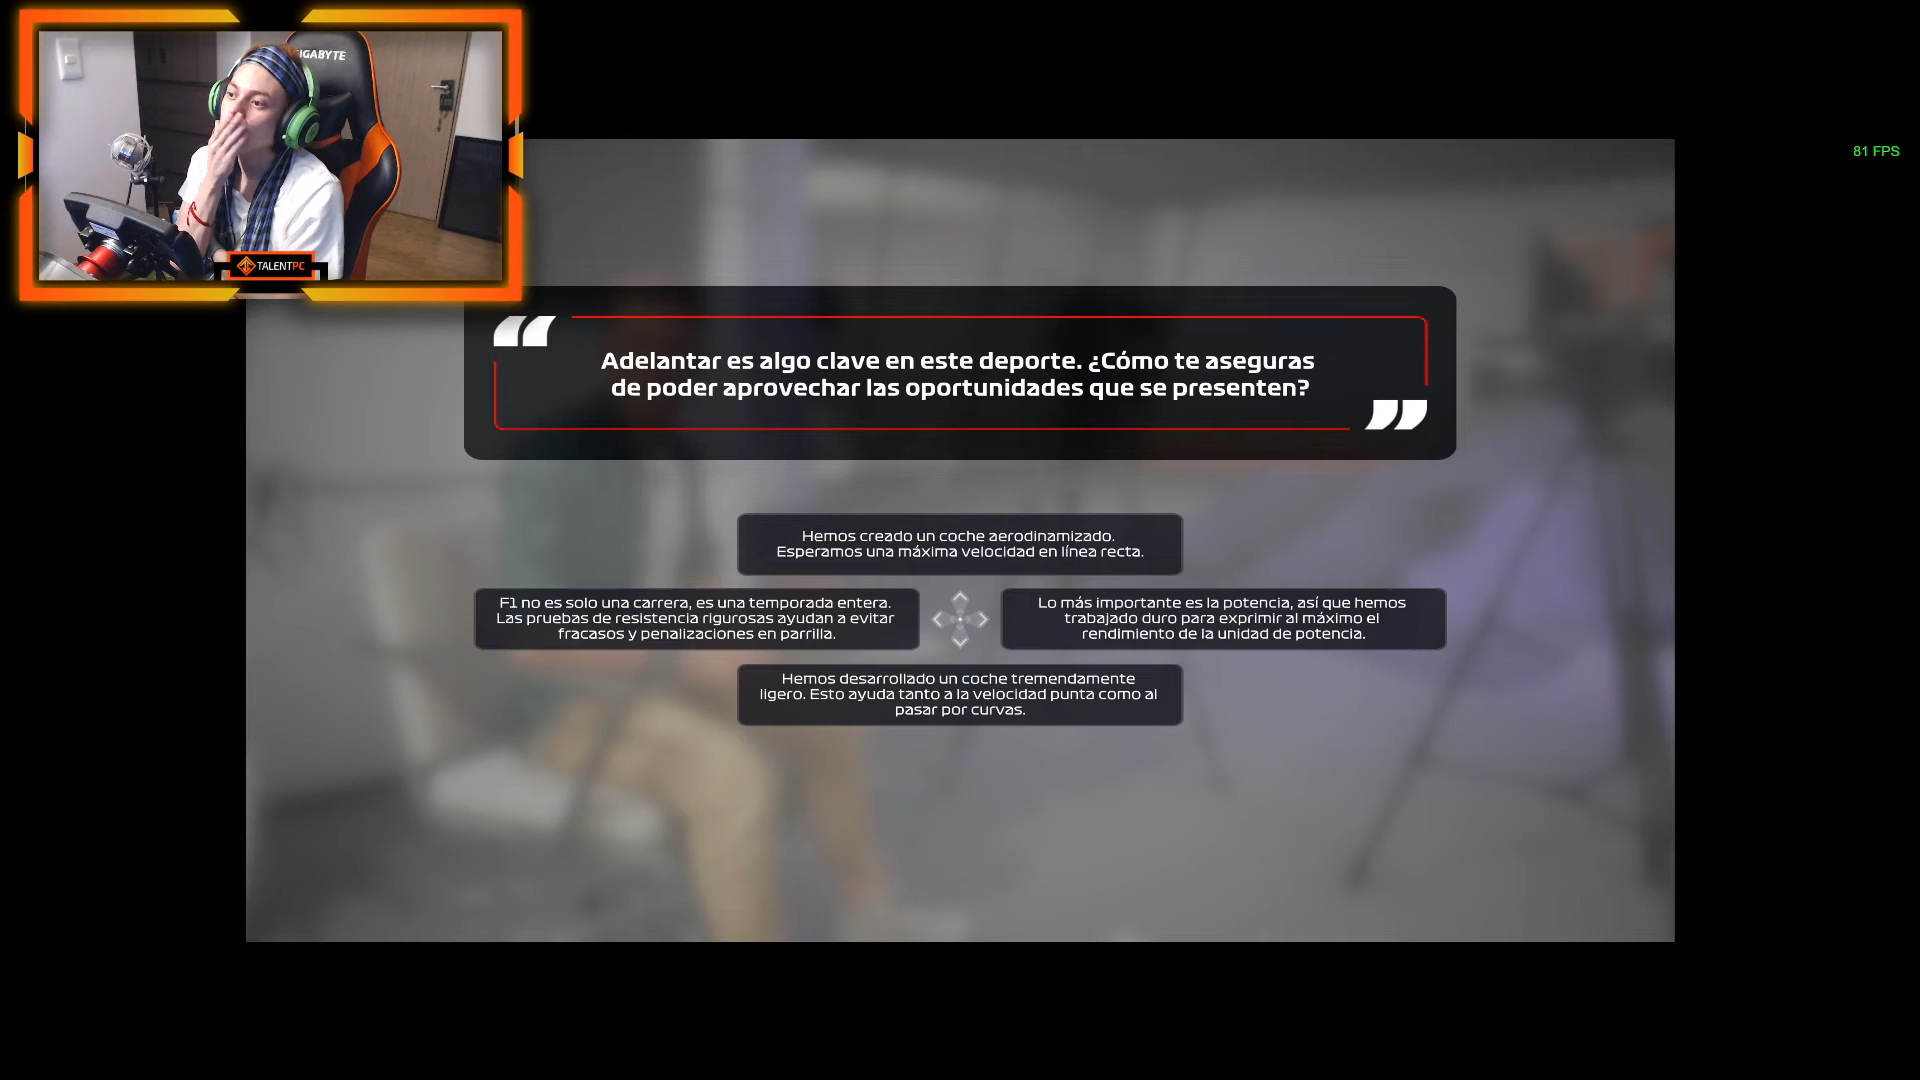 GIGABYTE
TALENTPC
81 FPS
Adelantar es algo clave en este deporte. ¿Cómo te aseguras
de poder aprovechar las oportunidades que se presenten?
Hemos creado un coche aerodinamizado.
Esperamos una máxima velocidad en línea recta.
F1 no es solo una carrera, es una temporada entera.
Las pruebas de resistencia rigurosas ayudan a evitar
fracasos y penalizaciones en parrilla.
Lo más importante es la potencia, así que hemos
trabajado duro para exprimir al máximo el
rendimiento de la unidad de potencia.
Hemos desarrollado un coche tremendamente
ligero. Esto ayuda tanto a la velocidad punta como al
pasar por curvas.